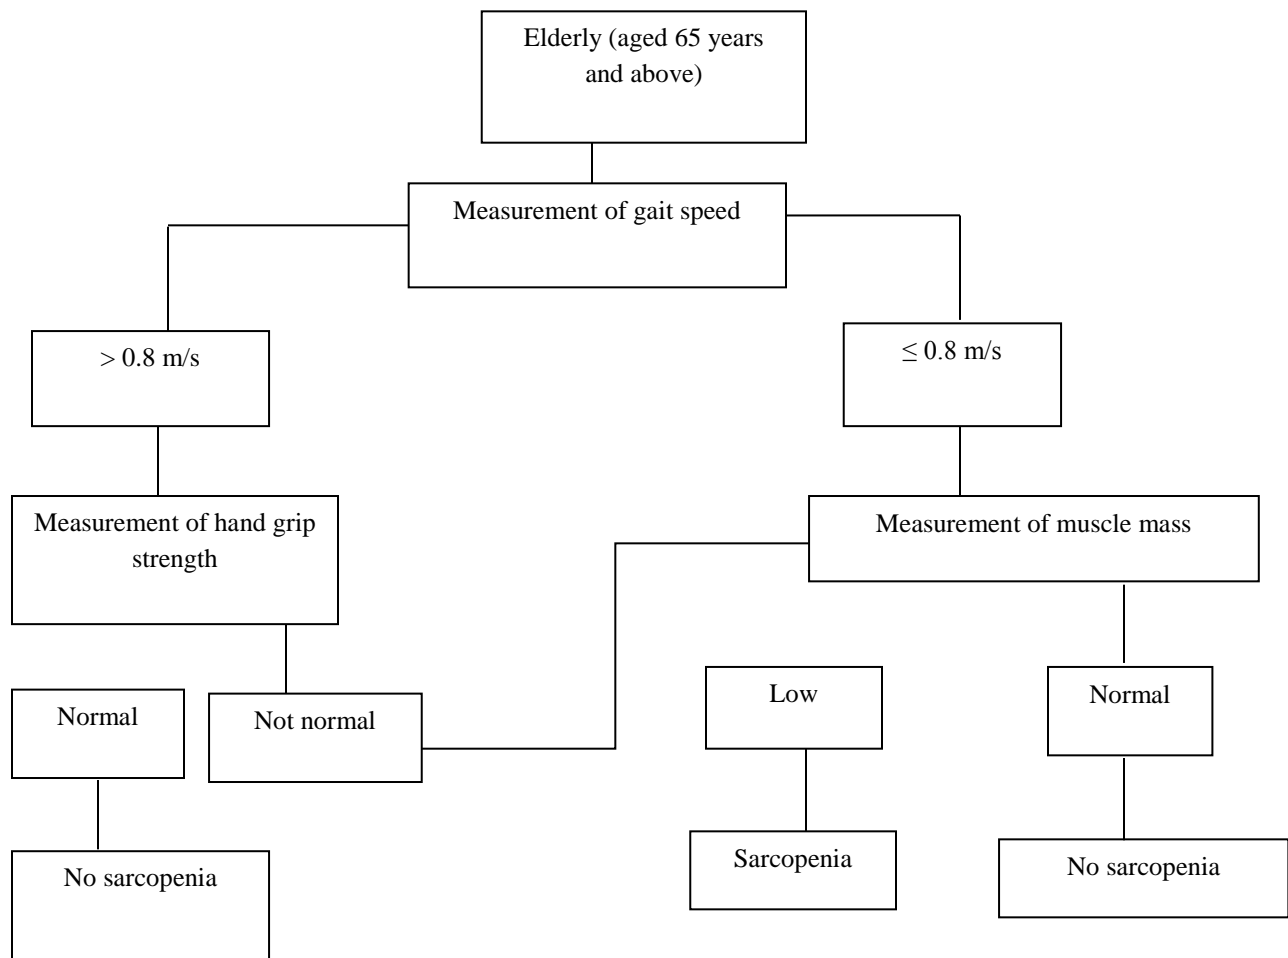 Elderly (aged 65 years
and above)
Measurement of gait speed
> 0.8 m/s
≤ 0.8 m/s
Measurement of hand grip
strength
Measurement of muscle mass
Normal
Not normal
Low
Normal
No sarcopenia
Sarcopenia
No sarcopenia